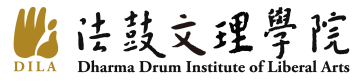 法鼓文理學院
DILA
Dharma Drum Institute of Liberal Arts